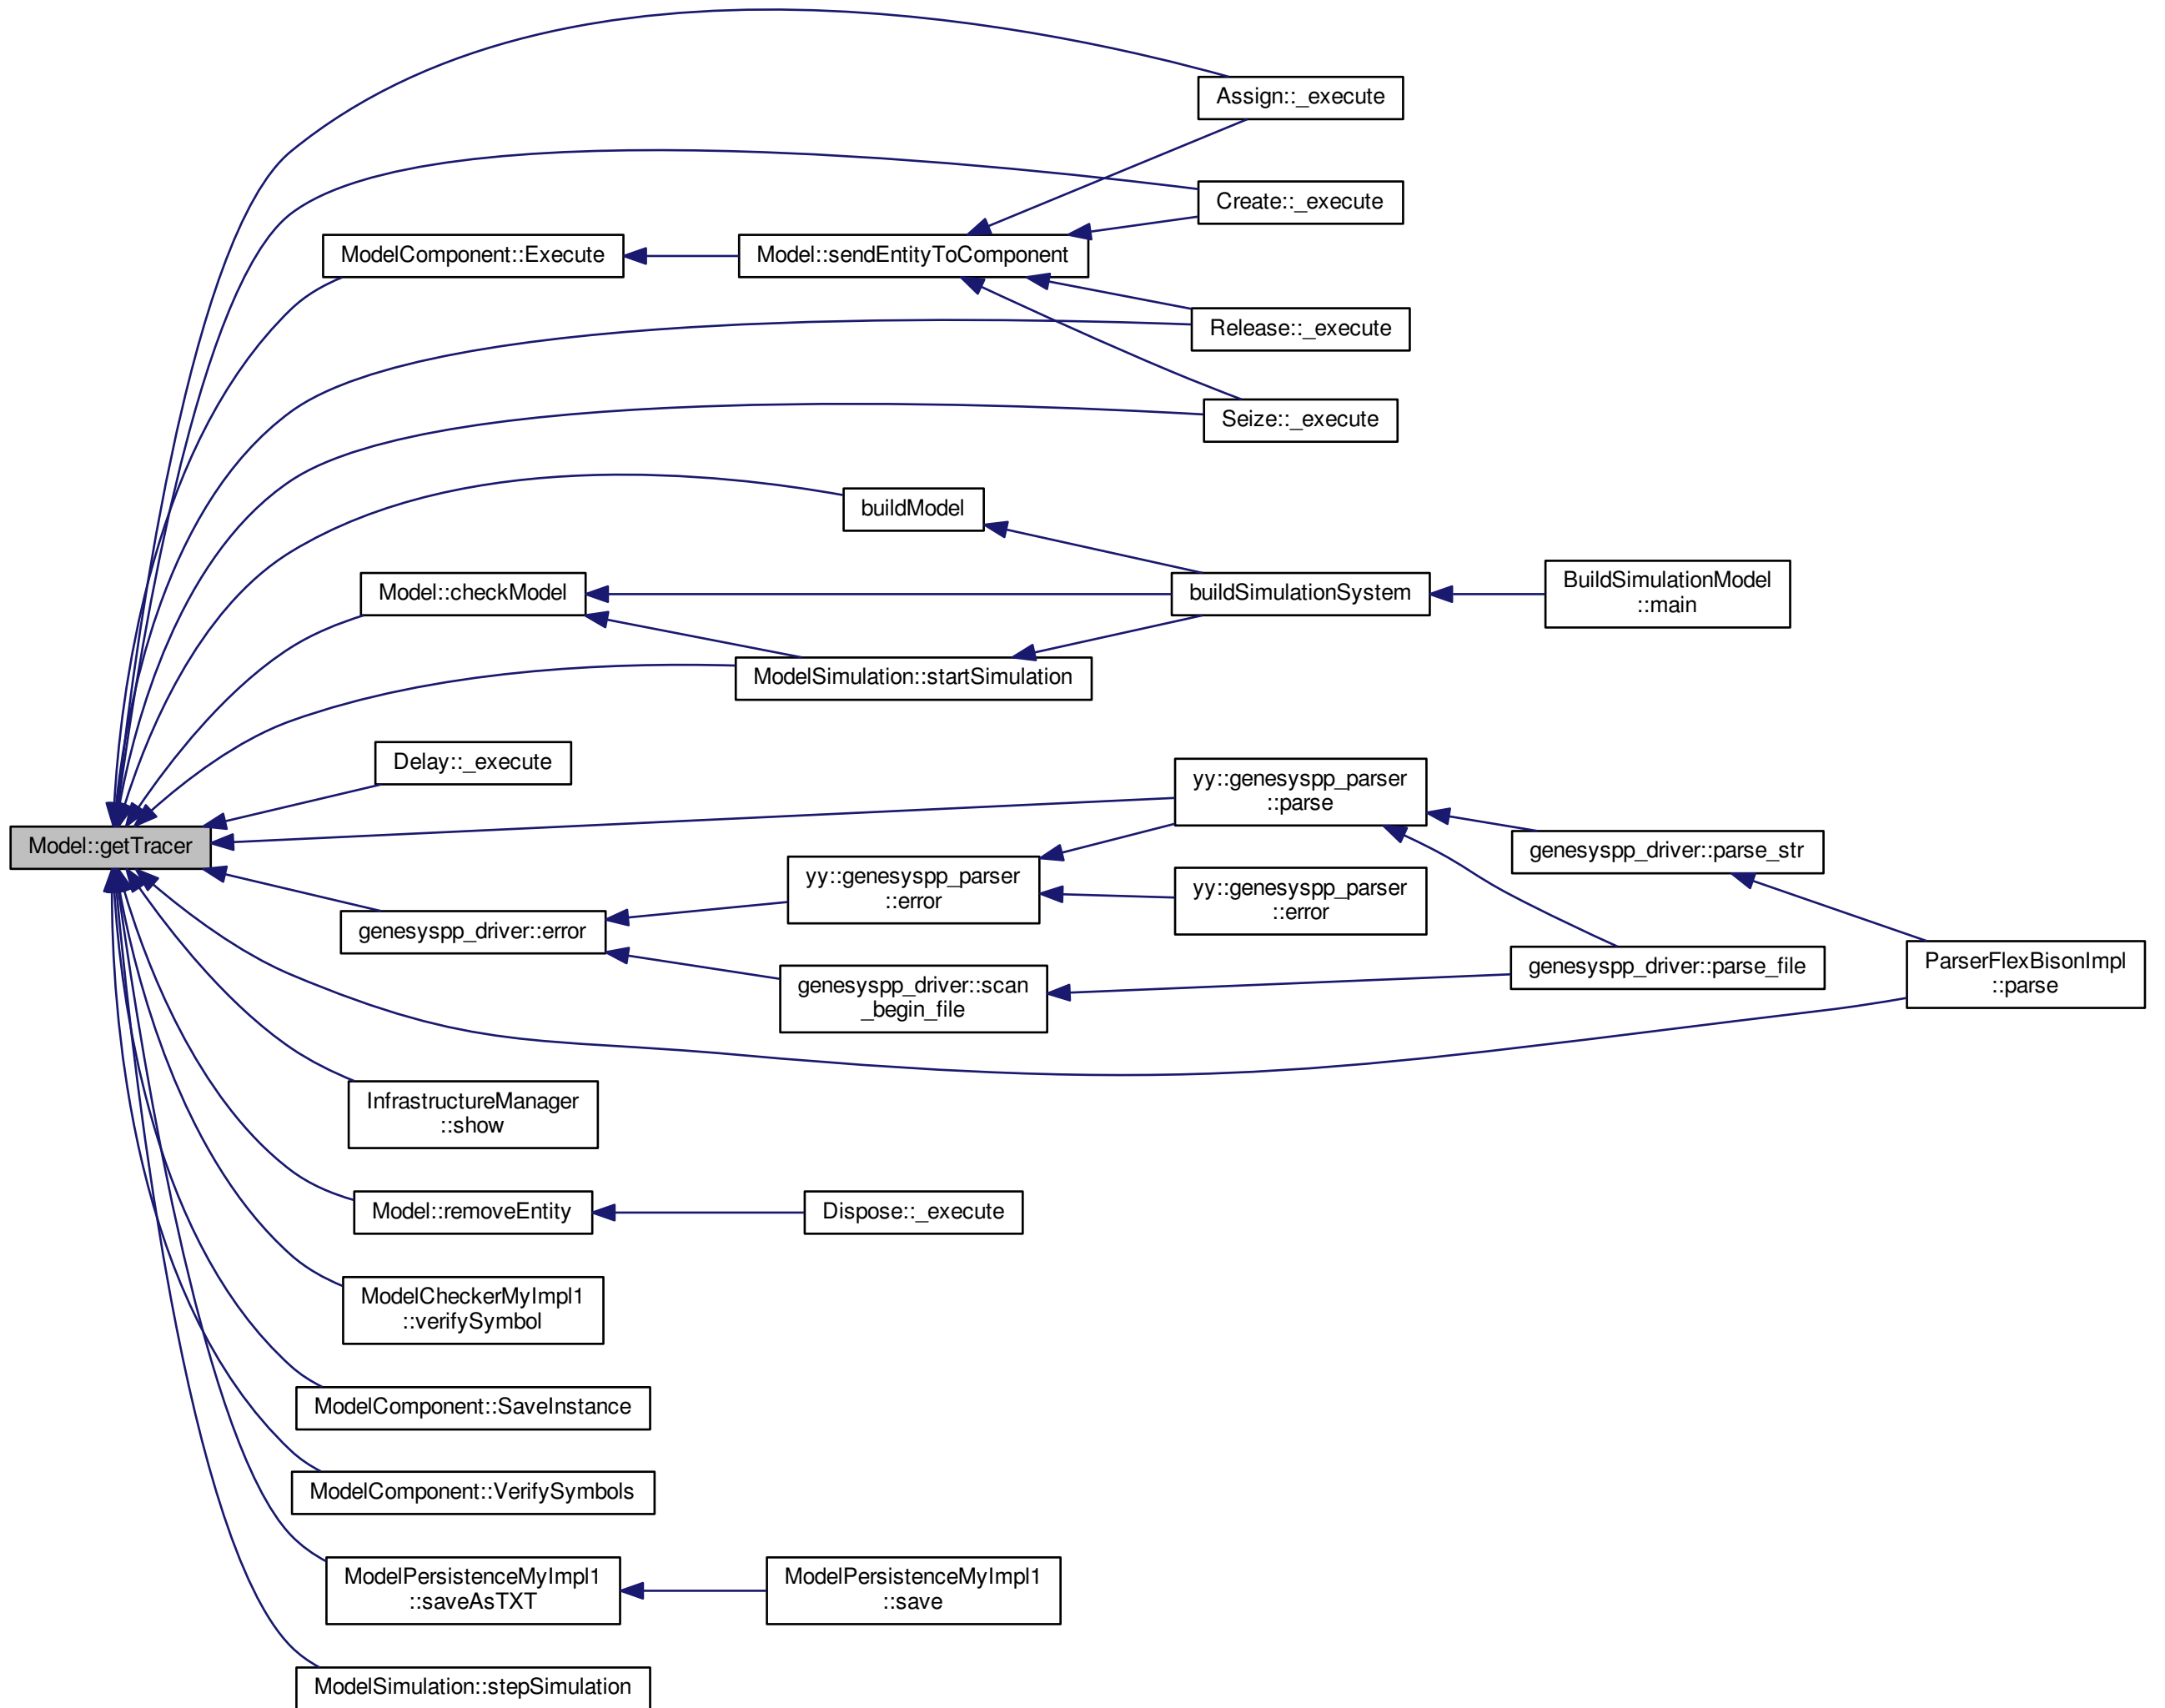 Assign::_execute
Create::_execute
ModelComponent::Execute
Model::sendEntityToComponent
Release::_execute
Seize::_execute
buildModel
Model::checkModel
buildSimulationSystem
BuildSimulationModel
::main
ModelSimulation::startSimulation
Delay::_execute
yy::genesyspp_parser
::parse
Model::getTracer
genesyspp_driver::parse_str
yy::genesyspp_parser
::error
yy::genesyspp_parser
::error
genesyspp_driver::error
genesyspp_driver::scan
_begin_file
genesyspp_driver::parse_file
ParserFlexBisonImpl
::parse
InfrastructureManager
::show
Model::removeEntity
Dispose::_execute
ModelCheckerMyImpl1
::verifySymbol
ModelComponent::SaveInstance
ModelComponent::VerifySymbols
ModelPersistenceMyImpl1
::saveAsTXT
ModelPersistenceMyImpl1
::save
ModelSimulation::stepSimulation